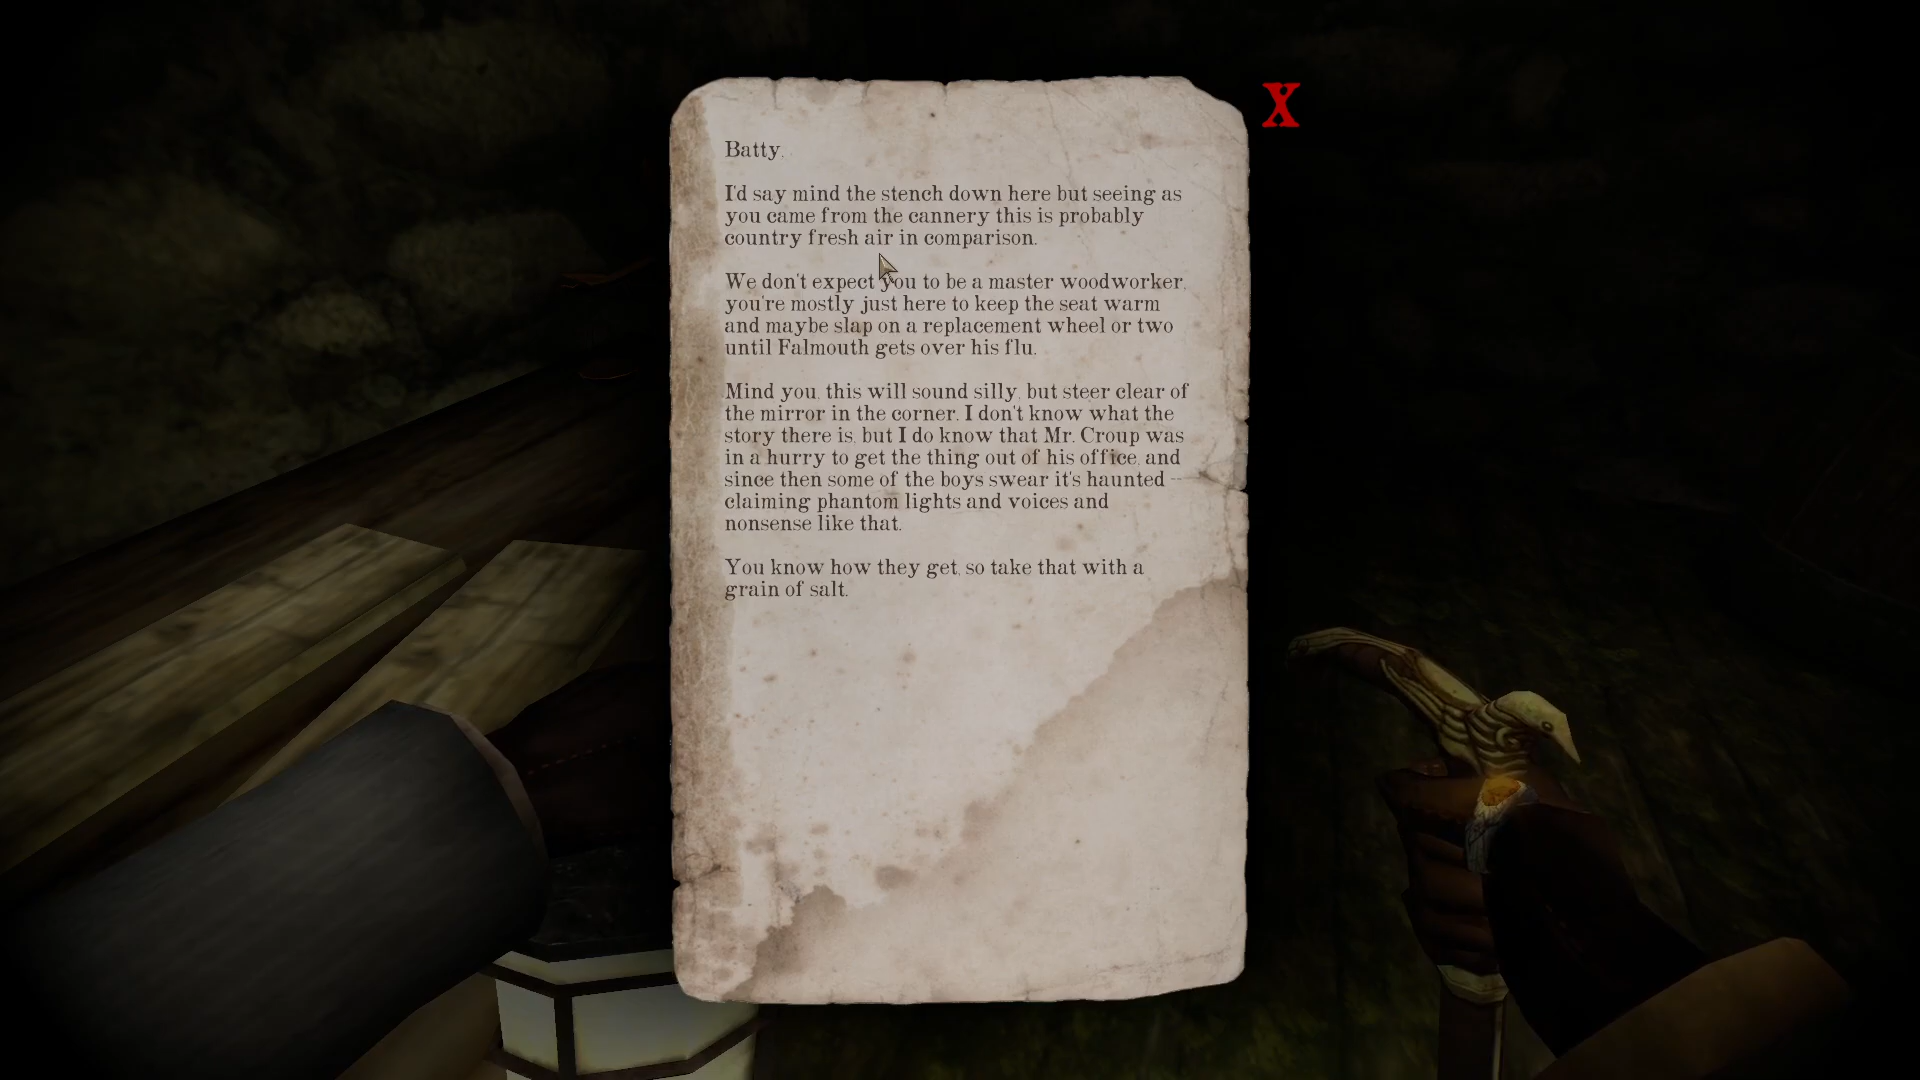 Batty,
I'd say mind the stench down here but seeing as
you came from the cannery this is probably
country fresh air in comparison.
We don't expect you to be a master woodworker,
you're mostly just here to keep the seat warm
and maybe slap on a replacement wheel or two
until Falmouth gets over his flu.
Mind you, this will sound silly, but steer clear of
the mirror in the corner. I don't know what the
story there is, but I do know that Mr. Croup was
in a hurry to get the thing out of his office, and
since then some of the boys swear it's haunted --
claiming phantom lights and voices and
nonsense like that.
You know how they get, so take that with a
grain of salt.
X